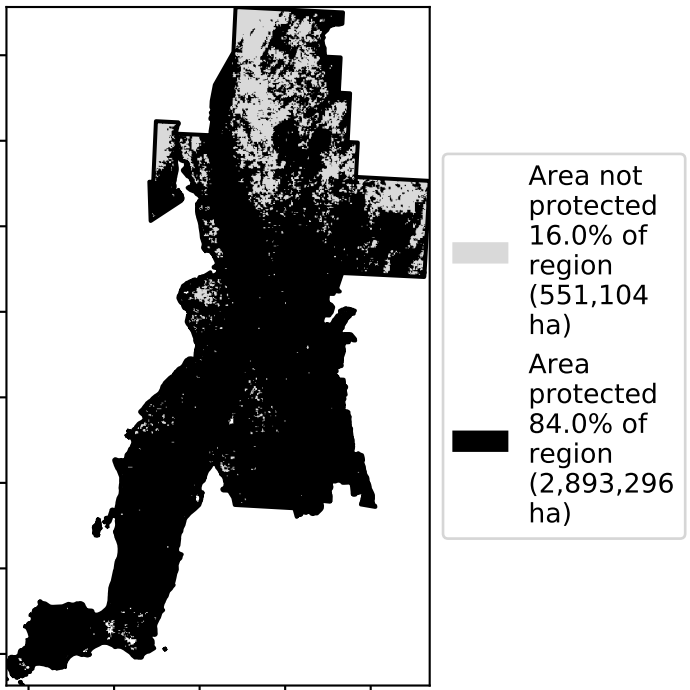 Area not
protected
16.0% of
region
(551,104
ha)
Area
protected
84.0% of
region
(2,893,296
ha)